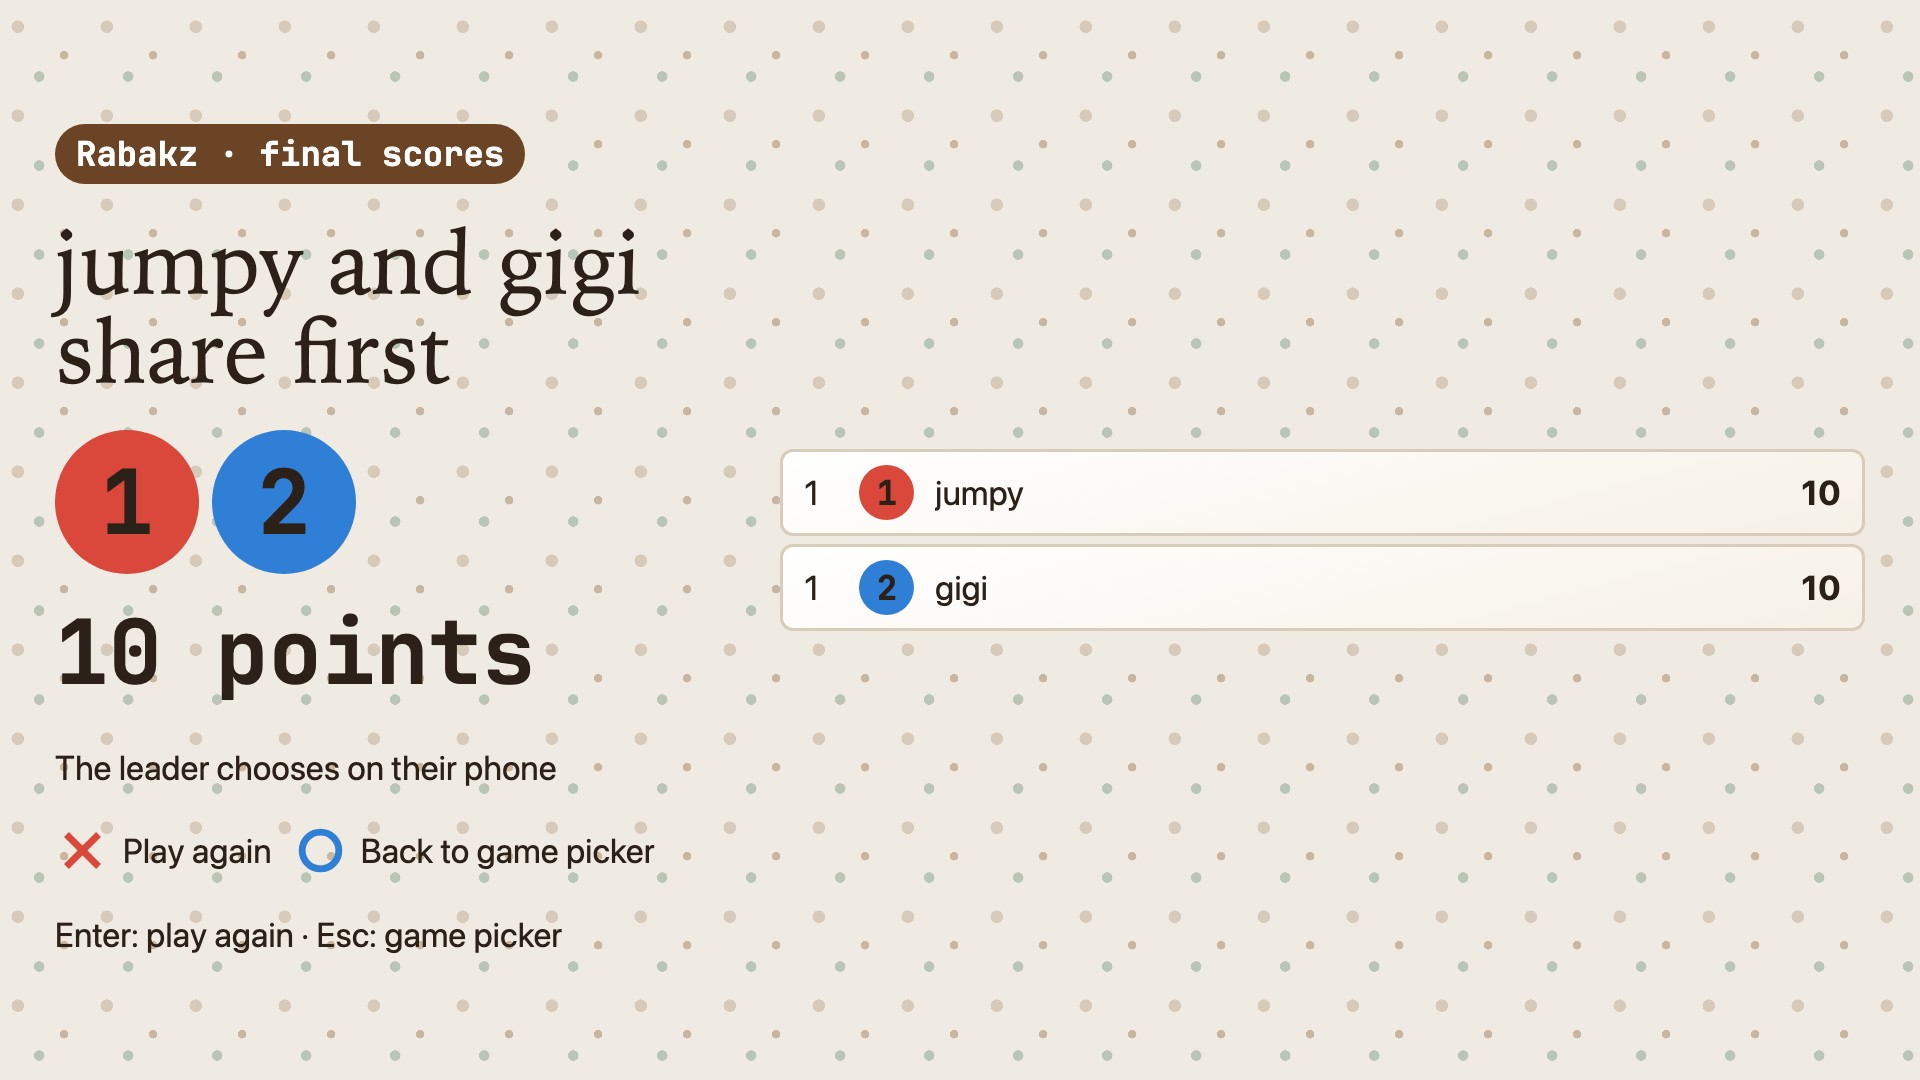 Rabakz · final scores
jumpy and gigi
share first
1 2
10 points
The leader chooses on their phone
Play again Back to game picker
Enter: play again · Esc: game picker
1 1 jumpy 10
1 2 gigi 10